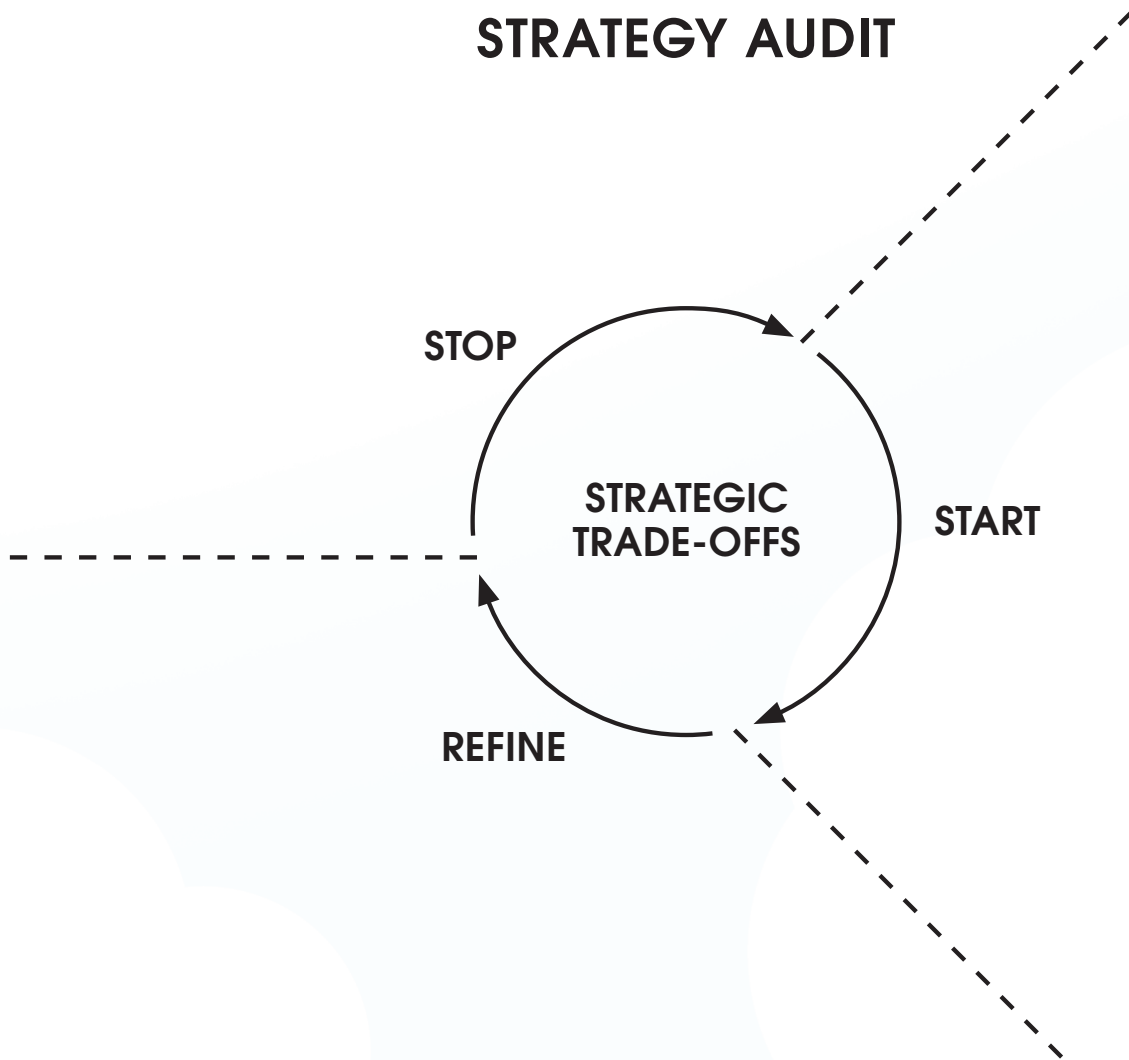 STRATEGY AUDIT
STOP
STRATEGIC
TRADE-OFFS
START
REFINE